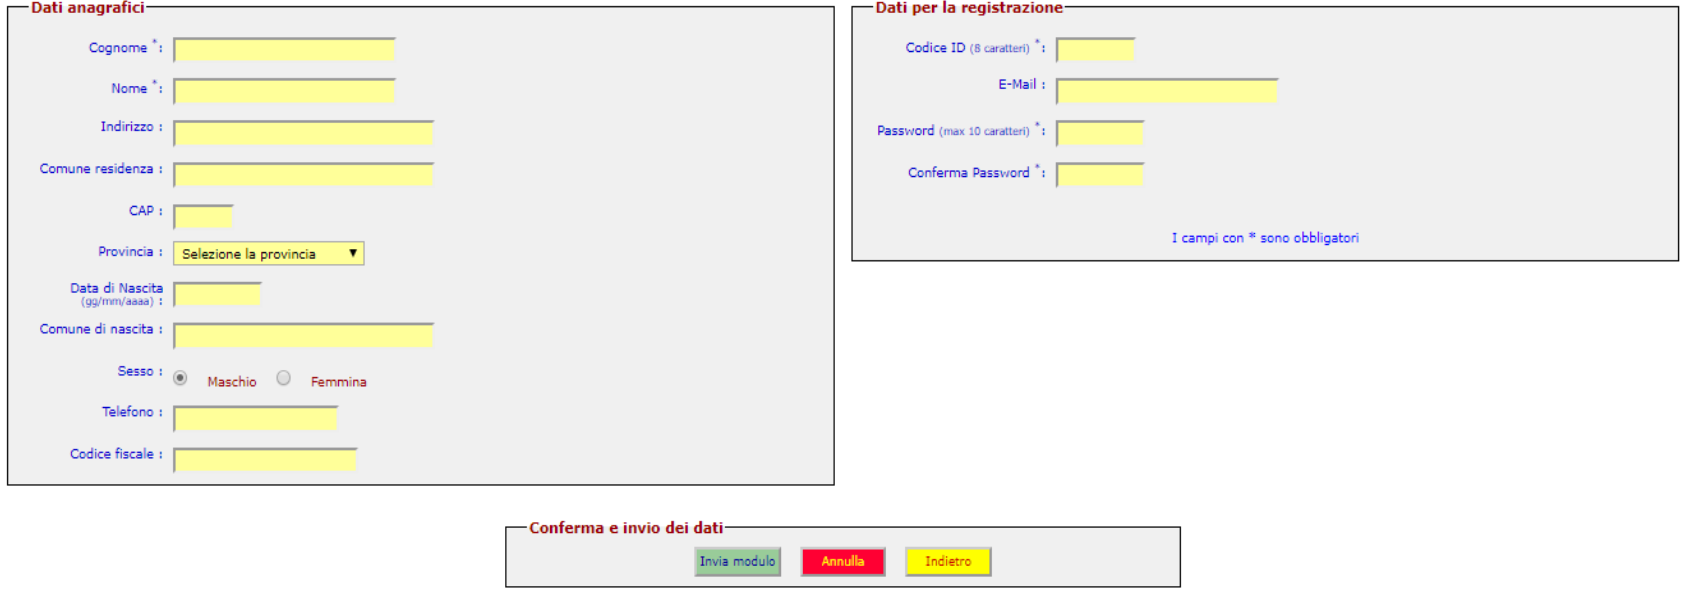 Dati anagrafici
Cognome *:
Nome *:
Indirizzo :
Comune residenza :
CAP :
Provincia : Selezione la provincia
Data di Nascita
(gg/mm/aaaa) :
Comune di nascita :
Sesso : Maschio Femmina
Telefono :
Codice fiscale :
Dati per la registrazione
Codice ID (8 caratteri) *:
E-Mail :
Password (max 10 caratteri) *:
Conferma Password *:
I campi con * sono obbligatori
Conferma e invio dei dati
Invia modulo Annulla Indietro